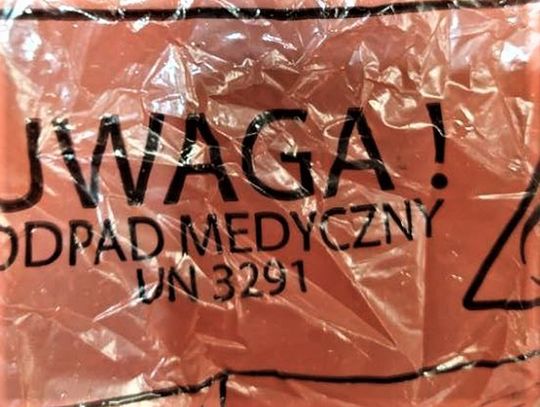 UWAGA !
ODPAD MEDYCZNY
UN 3291